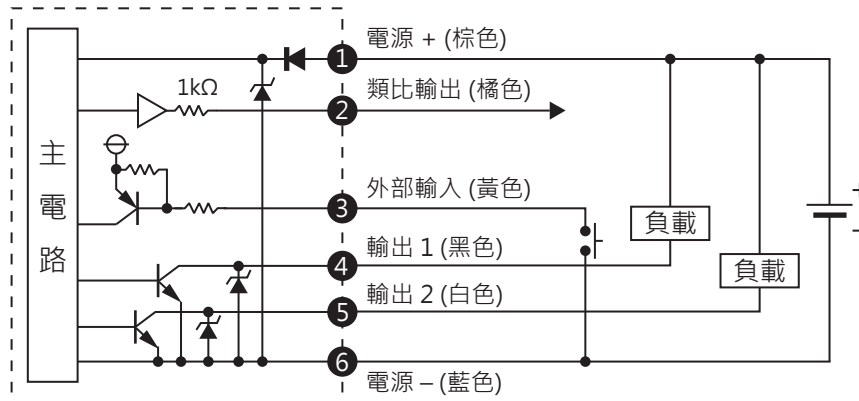 電源 + (棕色)
1
1kΩ
類比輸出 (橘色)
2
主電路
外部輸入 (黃色)
3
負載
+
–
輸出 1 (黑色)
4
負載
輸出 2 (白色)
5
6
電源 – (藍色)